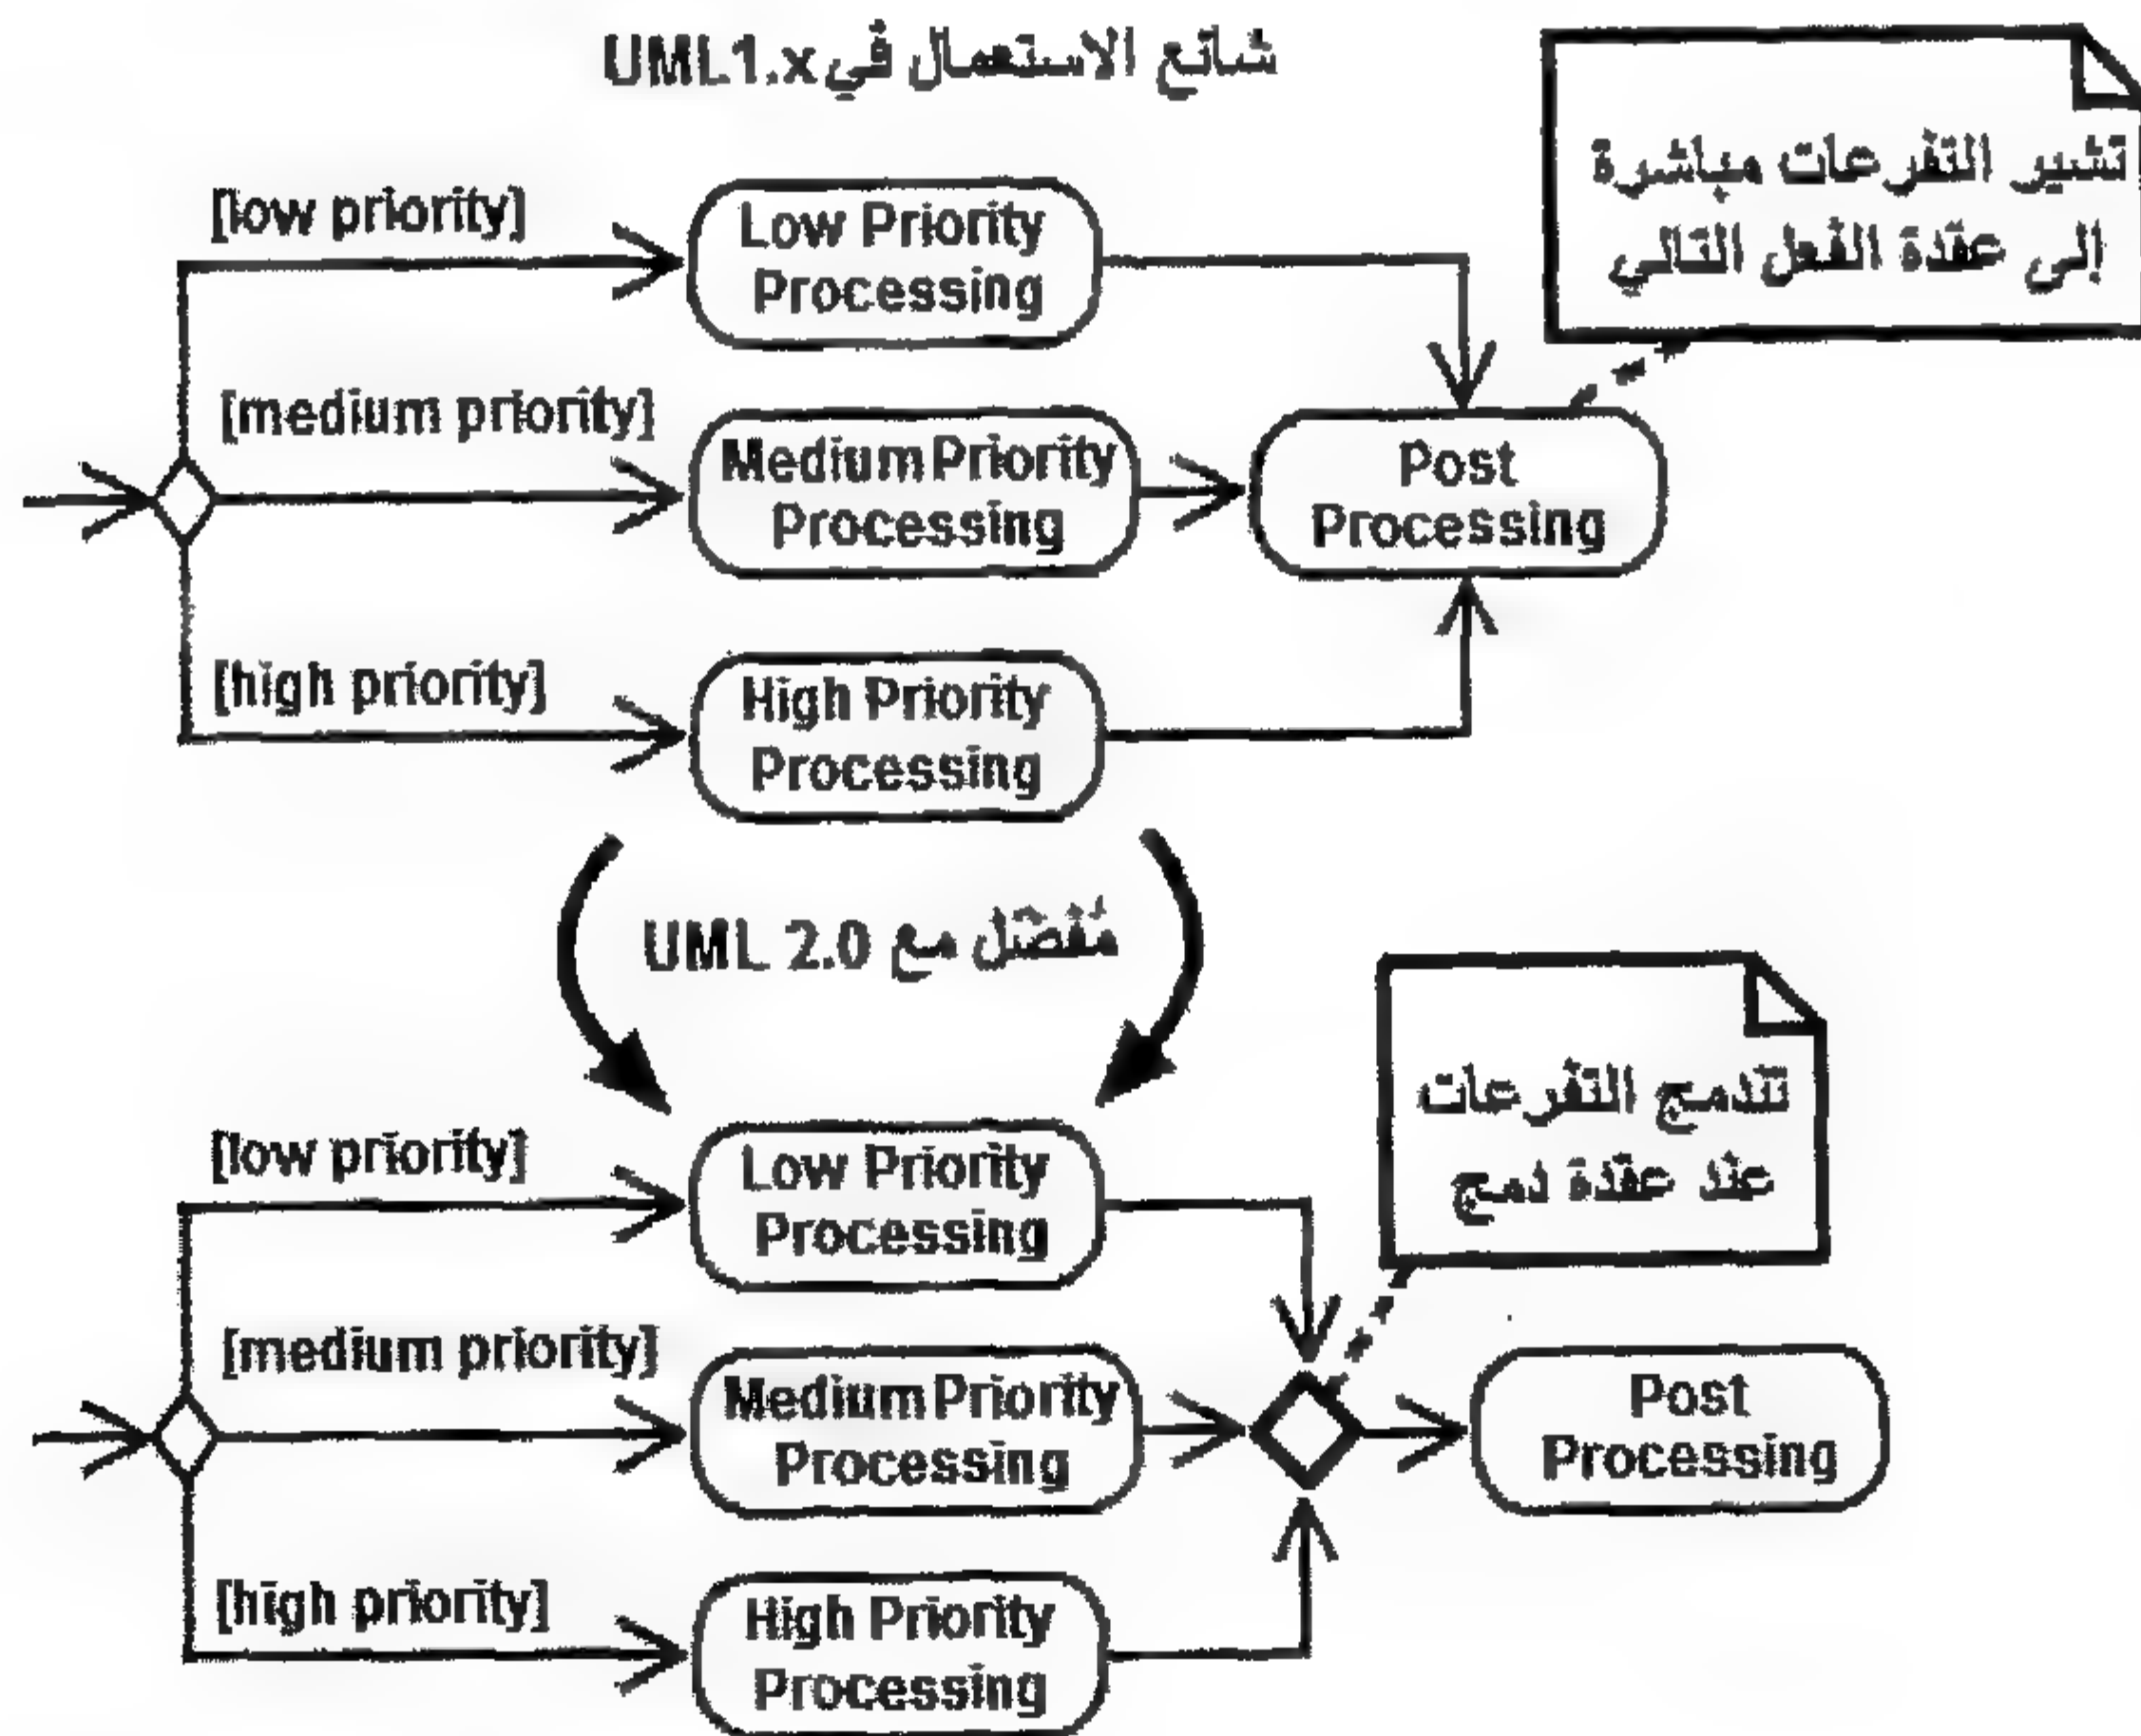 شائع الاستعمال في UML1.x
تشير التفرعات مباشرة
إلى عقدة الفعل التالي
[low priority]
Low Priority
Processing
[medium priority]
Medium Priority
Processing
Post
Processing
[high priority]
High Priority
Processing
مُفضّل مع UML 2.0
تندمج التفرعات
عند عقدة دمج
[low priority]
Low Priority
Processing
[medium priority]
Medium Priority
Processing
Post
Processing
[high priority]
High Priority
Processing